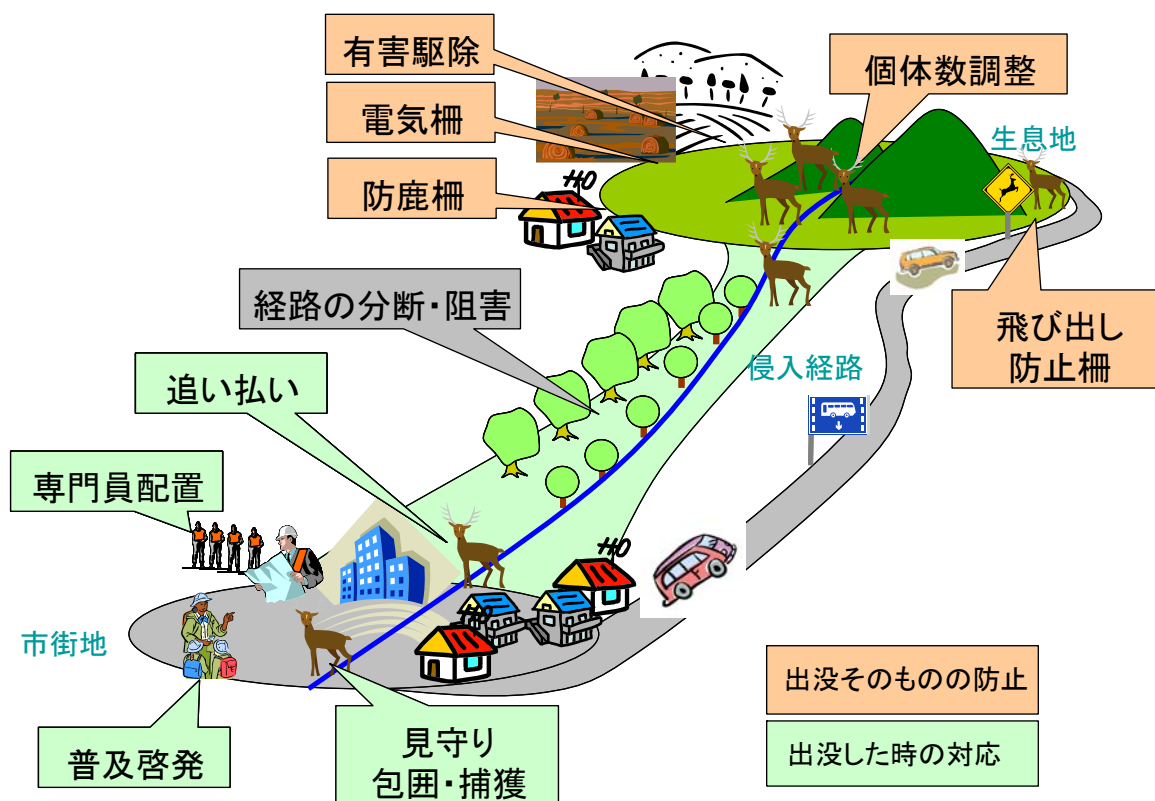 有害駆除
個体数調整
電気柵
生息地
防鹿柵
経路の分断・阻害
飛び出し
防止柵
侵入経路
追い払い
専門員配置
市街地
出没そのものの防止
普及啓発
見守り
包囲・捕獲
出没した時の対応